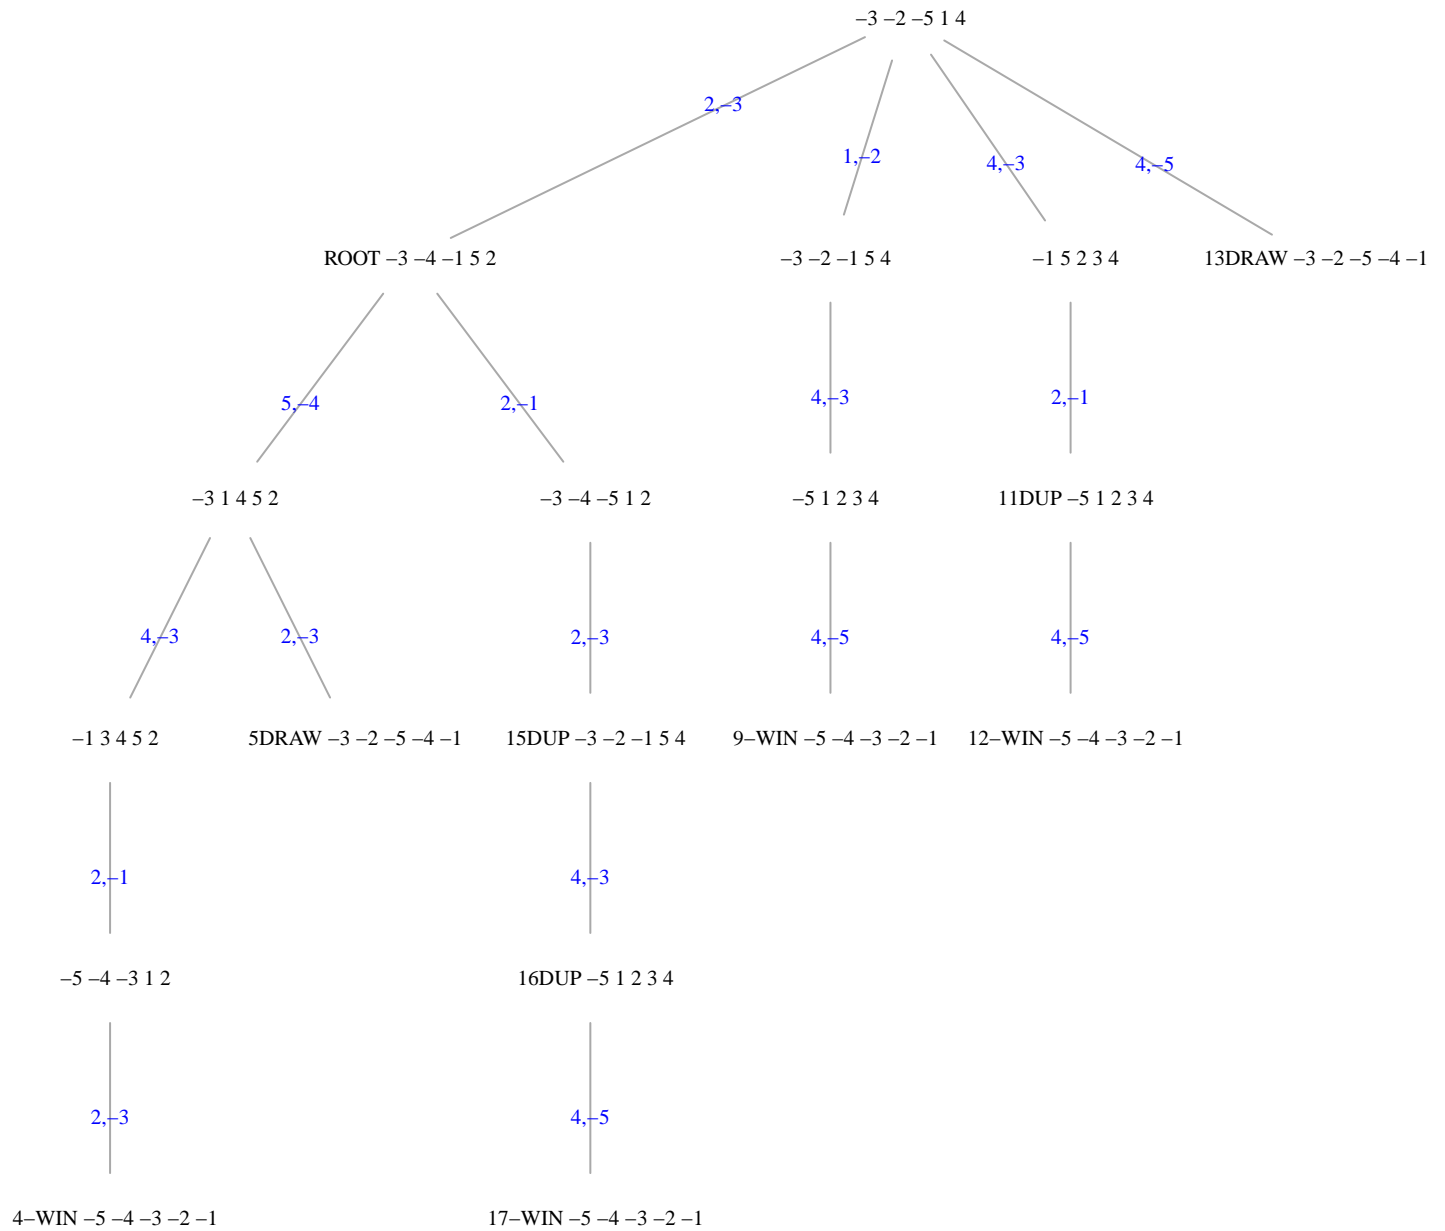 –3 –2 –5 1 4
2,–3
1,–2
4,–3
4,–5
ROOT –3 –4 –1 5 2
–3 –2 –1 5 4
–1 5 2 3 4
13DRAW –3 –2 –5 –4 –1
5,–4
2,–1
4,–3
2,–1
–3 1 4 5 2
–3 –4 –5 1 2
–5 1 2 3 4
11DUP –5 1 2 3 4
4,–3
2,–3
2,–3
4,–5
4,–5
–1 3 4 5 2
5DRAW –3 –2 –5 –4 –1
15DUP –3 –2 –1 5 4
9–WIN –5 –4 –3 –2 –1
12–WIN –5 –4 –3 –2 –1
2,–1
4,–3
–5 –4 –3 1 2
16DUP –5 1 2 3 4
2,–3
4,–5
4–WIN –5 –4 –3 –2 –1
17–WIN –5 –4 –3 –2 –1